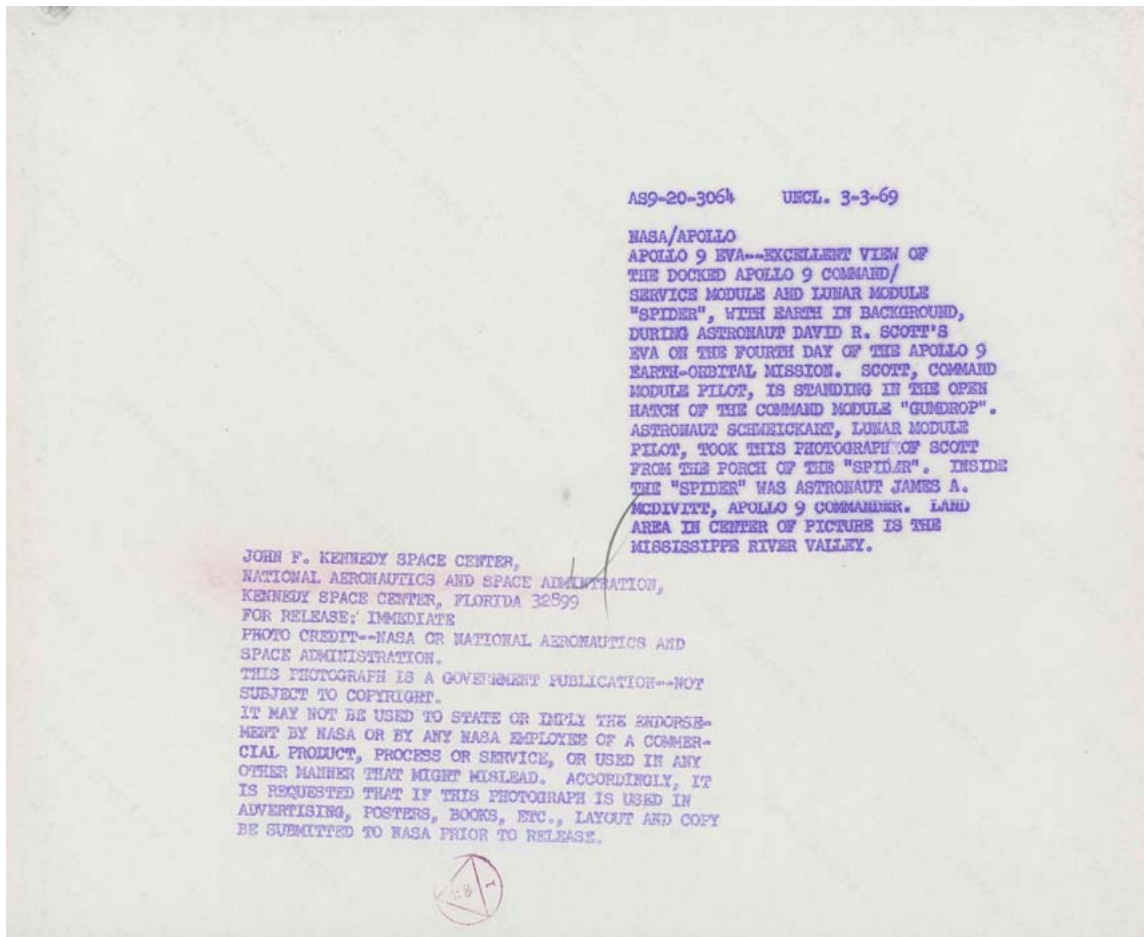 AS9-20-3064 UNCL. 3-3-69
NASA/APOLLO
APOLLO 9 EVA--EXCELLENT VIEW OF
THE DOCKED APOLLO 9 COMMAND/
SERVICE MODULE AND LUNAR MODULE
"SPIDER", WITH EARTH IN BACKGROUND,
DURING ASTRONAUT DAVID R. SCOTT'S
EVA ON THE FOURTH DAY OF THE APOLLO 9
EARTH-ORBITAL MISSION. SCOTT, COMMAND
MODULE PILOT, IS STANDING IN THE OPEN
HATCH OF THE COMMAND MODULE "GUMDROP".
ASTRONAUT SCHWEICKART, LUNAR MODULE
PILOT, TOOK THIS PHOTOGRAPH OF SCOTT
FROM THE PORCH OF THE "SPIDER". INSIDE
THE "SPIDER" WAS ASTRONAUT JAMES A.
MCDIVITT, APOLLO 9 COMMANDER. LAND
AREA IN CENTER OF PICTURE IS THE
MISSISSIPPE RIVER VALLEY.
JOHN F. KENNEDY SPACE CENTER,
NATIONAL AERONAUTICS AND SPACE ADMINTRATION,
KENNEDY SPACE CENTER, FLORIDA 32899
FOR RELEASE: IMMEDIATE
PHOTO CREDIT--NASA OR NATIONAL AERONAUTICS AND
SPACE ADMINISTRATION.
THIS PHOTOGRAPH IS A GOVERNMENT PUBLICATION--NOT
SUBJECT TO COPYRIGHT.
IT MAY NOT BE USED TO STATE OR IMPLY THE ENDORSE-
MENT BY NASA OR BY ANY NASA EMPLOYEE OF A COMMER-
CIAL PRODUCT, PROCESS OR SERVICE, OR USED IN ANY
OTHER MANNER THAT MIGHT MISLEAD. ACCORDINGLY, IT
IS REQUESTED THAT IF THIS PHOTOGRAPH IS USED IN
ADVERTISING, POSTERS, BOOKS, ETC., LAYOUT AND COPY
BE SUBMITTED TO NASA PRIOR TO RELEASE.